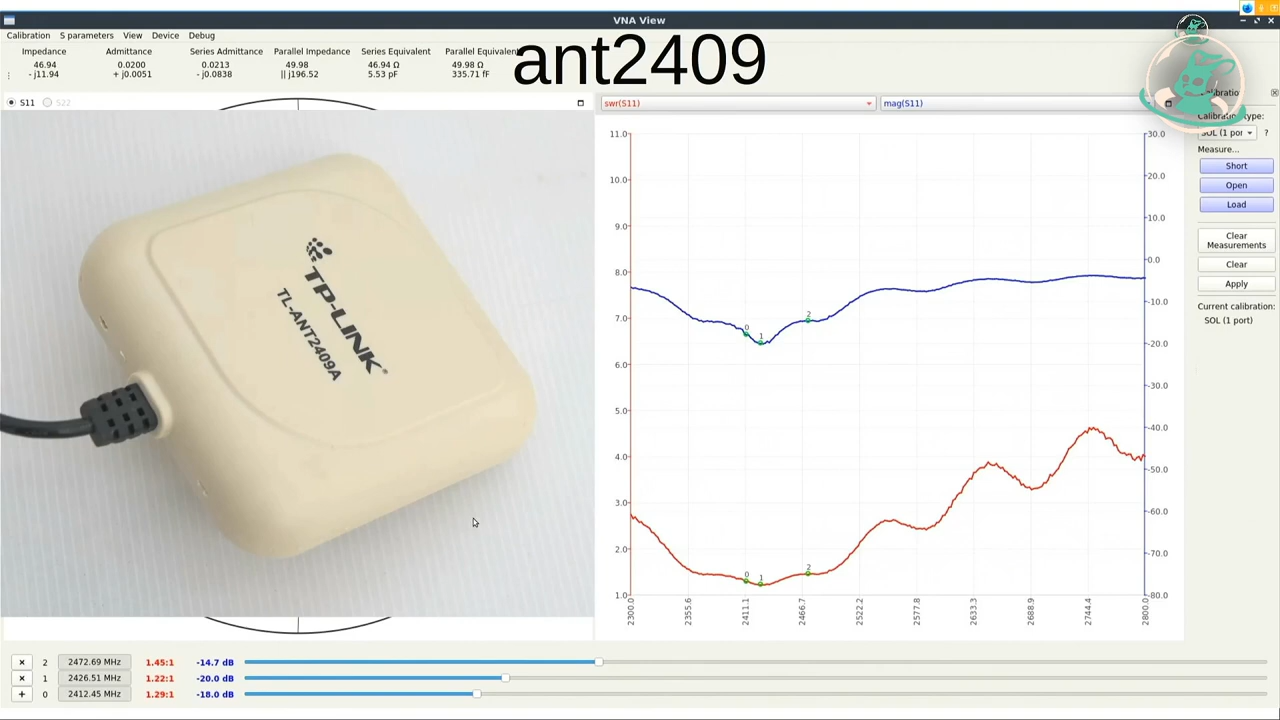 VNA View
Calibration S parameters View Device Debug
ant2409
Impedance Admittance Series Admittance Parallel Impedance Series Equivalent Parallel Equivalent
46.94 0.0200 0.0213 49.98 46.94 Ω 49.98 Ω
- j11.94 + j0.0051 - j0.0838 || j196.52 5.53 pF 335.71 fF
S11 S22
swr(S11) mag(S11)
TP-LINK
TL-ANT2409A
11.0
10.0
9.0
8.0
7.0
6.0
5.0
4.0
3.0
2.0
1.0
30.0
20.0
10.0
0.0
-10.0
-20.0
-30.0
-40.0
-50.0
-60.0
-70.0
-80.0
0 1 2
0 1 2
2300.0 2355.6 2411.1 2466.7 2522.2 2577.8 2633.3 2688.9 2744.4 2800.0
type:
SOL (1 por ?
Measure...
Short
Open
Load
Clear
Measurements
Clear
Apply
Current calibration:
SOL (1 port)
× 2 2472.69 MHz 1.45:1 -14.7 dB
× 1 2426.51 MHz 1.22:1 -20.0 dB
+ 0 2412.45 MHz 1.29:1 -18.0 dB